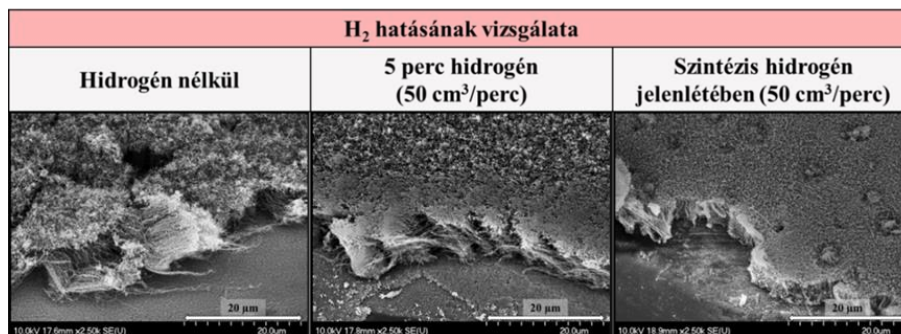 H₂ hatásának vizsgálata
Hidrogén nélkül
5 perc hidrogén
(50 cm³/perc)
Szintézis hidrogén
jelenlétében (50 cm³/perc)
20 µm
10.0kV 17.6mm x2.50k SE(U)
20.0um
20 µm
10.0kV 17.8mm x2.50k SE(U)
20.0um
20 µm
10.0kV 18.9mm x2.50k SE(U)
20.0um